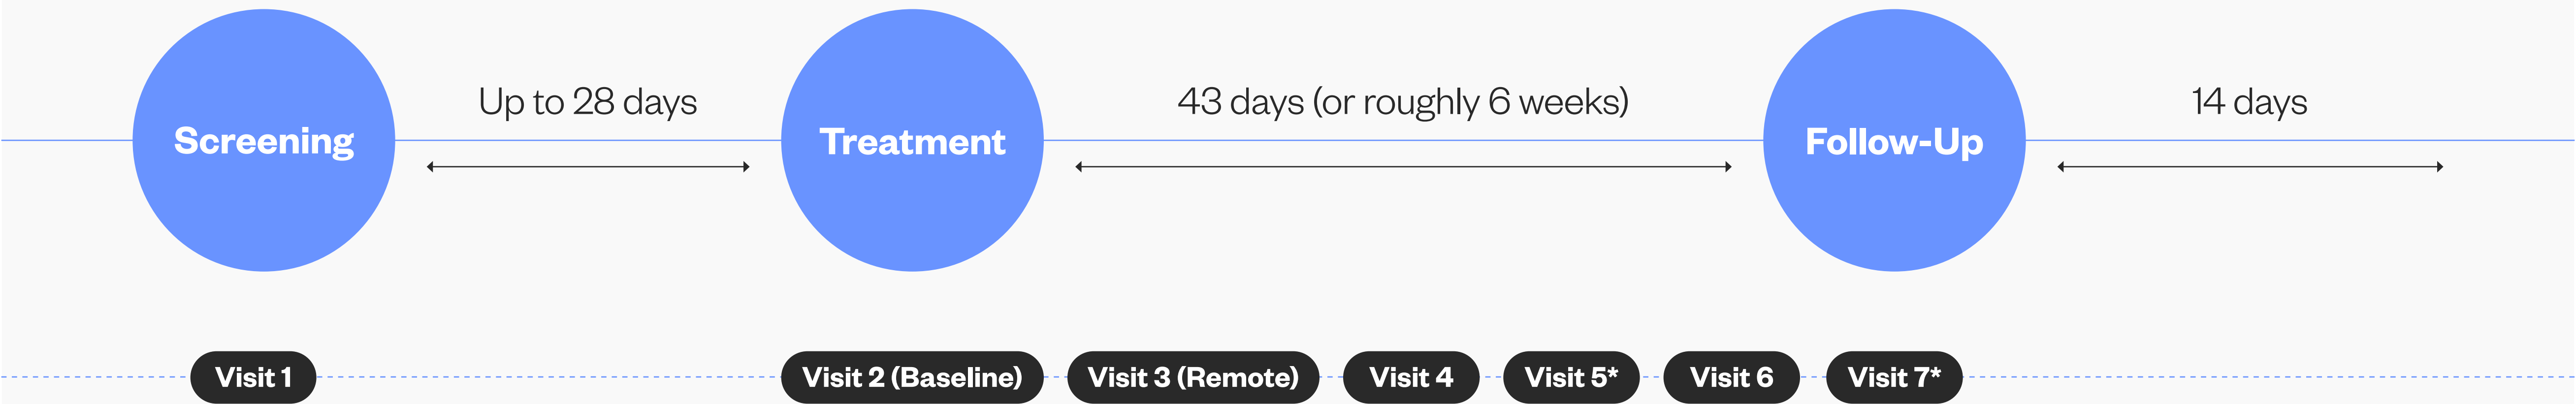 Screening
Up to 28 days
Treatment
43 days (or roughly 6 weeks)
Follow-Up
14 days
Visit 1
Visit 2 (Baseline)
Visit 3 (Remote)
Visit 4
Visit 5*
Visit 6
Visit 7*